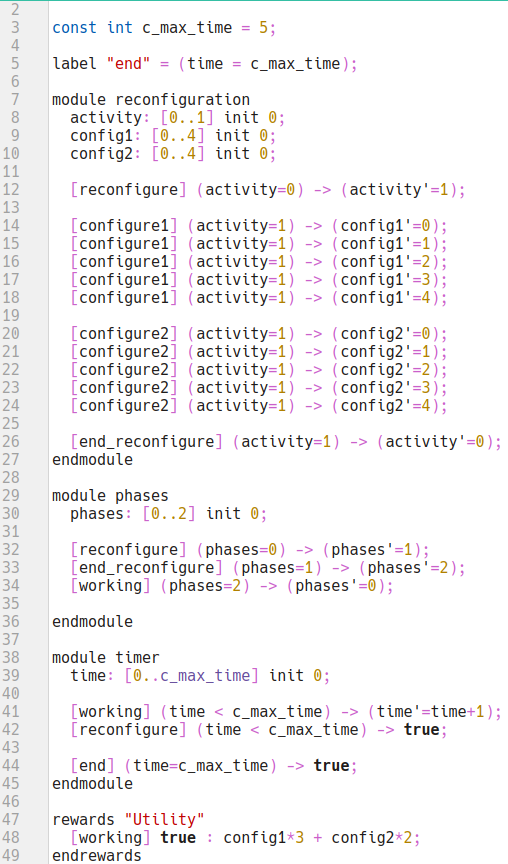 2
3 const int c_max_time = 5;
4
5 label "end" = (time = c_max_time);
6
7 module reconfiguration
8 activity: [0..1] init 0;
9 config1: [0..4] init 0;
10 config2: [0..4] init 0;
11
12 [reconfigure] (activity=0) -> (activity'=1);
13
14 [configure1] (activity=1) -> (config1'=0);
15 [configure1] (activity=1) -> (config1'=1);
16 [configure1] (activity=1) -> (config1'=2);
17 [configure1] (activity=1) -> (config1'=3);
18 [configure1] (activity=1) -> (config1'=4);
19
20 [configure2] (activity=1) -> (config2'=0);
21 [configure2] (activity=1) -> (config2'=1);
22 [configure2] (activity=1) -> (config2'=2);
23 [configure2] (activity=1) -> (config2'=3);
24 [configure2] (activity=1) -> (config2'=4);
25
26 [end_reconfigure] (activity=1) -> (activity'=0);
27 endmodule
28
29 module phases
30 phases: [0..2] init 0;
31
32 [reconfigure] (phases=0) -> (phases'=1);
33 [end_reconfigure] (phases=1) -> (phases'=2);
34 [working] (phases=2) -> (phases'=0);
35
36 endmodule
37
38 module timer
39 time: [0..c_max_time] init 0;
40
41 [working] (time < c_max_time) -> (time'=time+1);
42 [reconfigure] (time < c_max_time) -> true;
43
44 [end] (time=c_max_time) -> true;
45 endmodule
46
47 rewards "Utility"
48 [working] true : config1*3 + config2*2;
49 endrewards